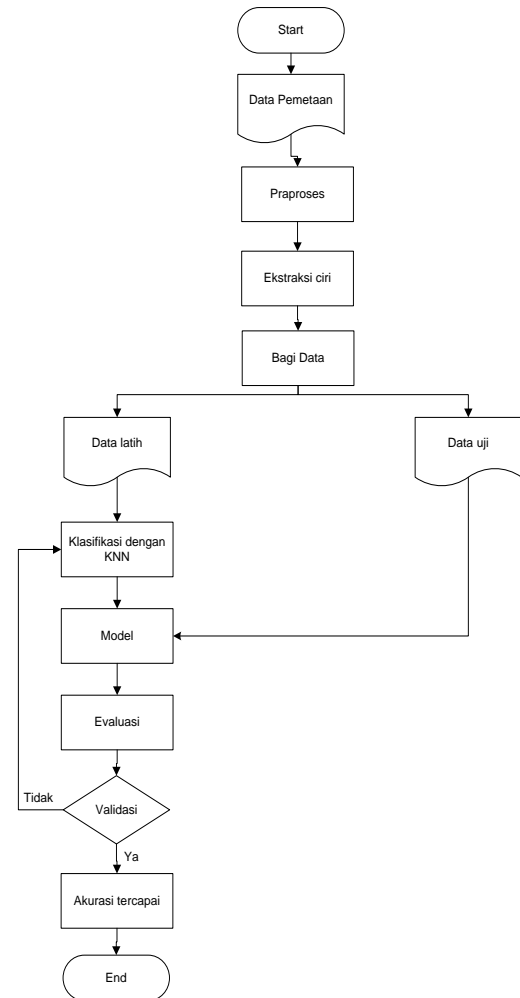 Start
Data Pemetaan
Praproses
Ekstraksi ciri
Bagi Data
Data latih
Data uji
Klasifikasi dengan
KNN
Model
Evaluasi
Validasi
Tidak
Ya
Akurasi tercapai
End